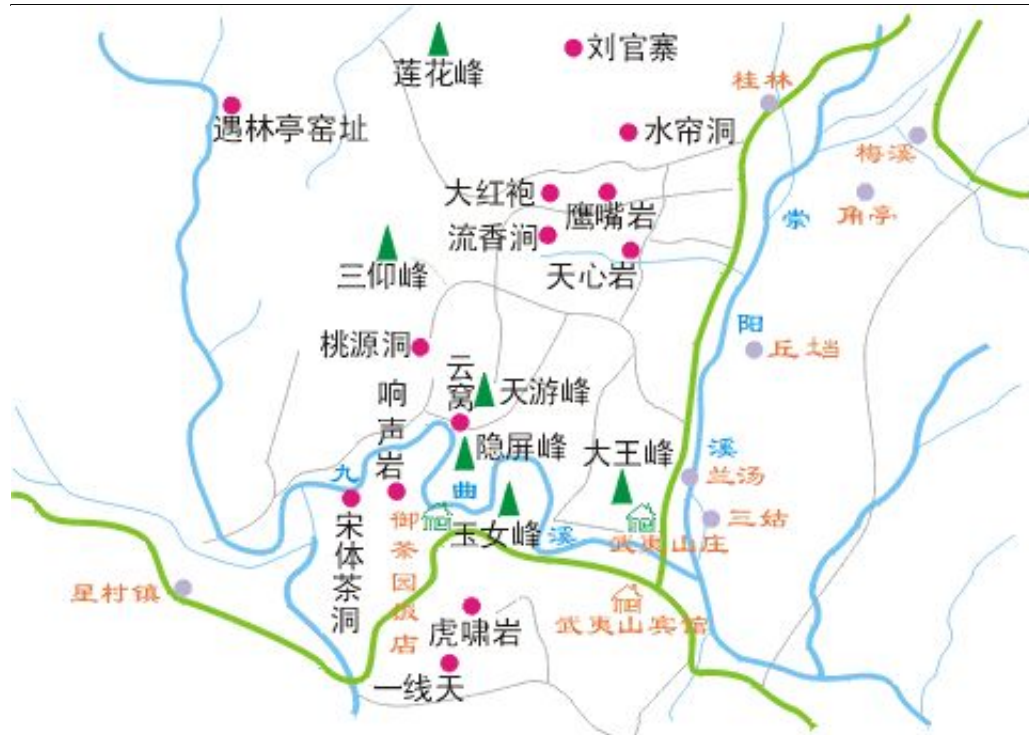 莲花峰
刘官寨
桂林
遇林亭窑址
水帘洞
梅溪
大红袍
鹰嘴岩
角亭
崇
流香涧
天心岩
三仰峰
阳
丘垱
桃源洞
云窝
天游峰
响声岩
隐屏峰
大王峰
溪
兰汤
九
曲
三姑
宋体茶洞
御茶园饭店
玉女峰
溪
武夷山庄
星村镇
虎啸岩
武夷山宾馆
一线天